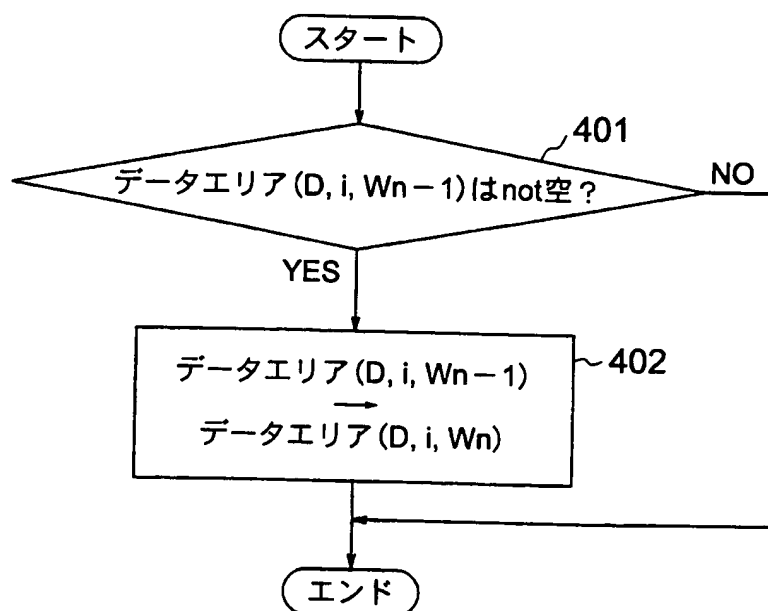 スタート
401
データエリア(D, i, Wn−1)はnot空?
NO
YES
データエリア(D, i, Wn−1)
→
データエリア(D, i, Wn)
402
エンド